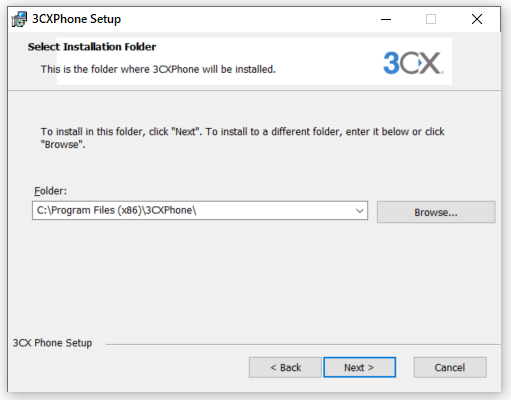 3CXPhone Setup
Select Installation Folder
This is the folder where 3CXPhone will be installed.
3CX.
To install in this folder, click "Next". To install to a different folder, enter it below or click
"Browse".
Folder:
C:\Program Files (x86)\3CXPhone\
Browse...
3CX Phone Setup
< Back
Next >
Cancel